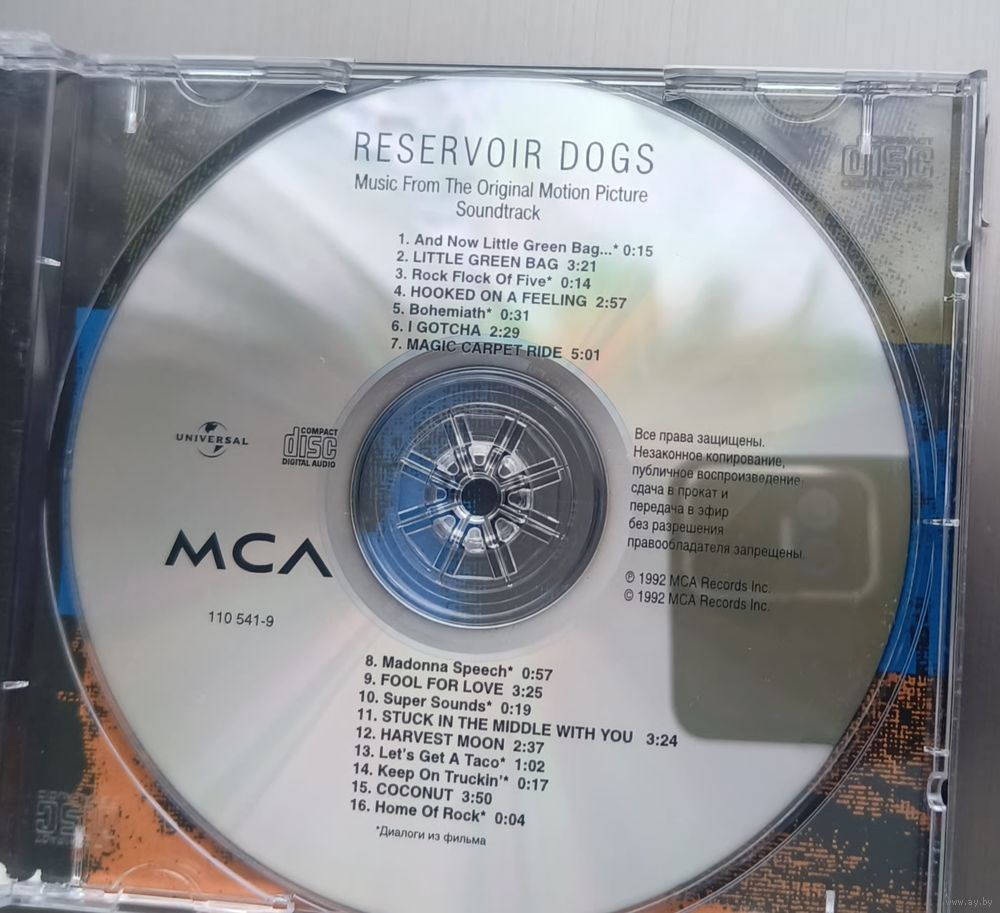 RESERVOIR DOGS
Music From The Original Motion Picture
Soundtrack
1. And Now Little Green Bag...* 0:15
2. LITTLE GREEN BAG 3:21
3. Rock Flock Of Five* 0:14
4. HOOKED ON A FEELING 2:57
5. Bohemiath* 0:31
6. I GOTCHA 2:29
7. MAGIC CARPET RIDE 5:01
UNIVERSAL
COMPACT
disc
DIGITAL AUDIO
MCA
110 541-9
Все права защищены.
Незаконное копирование,
публичное воспроизведение
сдача в прокат и
передача в эфир
без разрешения
правообладателя запрещены.
℗ 1992 MCA Records Inc.
© 1992 MCA Records Inc.
8. Madonna Speech* 0:57
9. FOOL FOR LOVE 3:25
10. Super Sounds* 0:19
11. STUCK IN THE MIDDLE WITH YOU 3:24
12. HARVEST MOON 2:37
13. Let's Get A Taco* 1:02
14. Keep On Truckin'* 0:17
15. COCONUT 3:50
16. Home Of Rock* 0:04
*Диалоги из фильма
disc
disc
www.ay.by